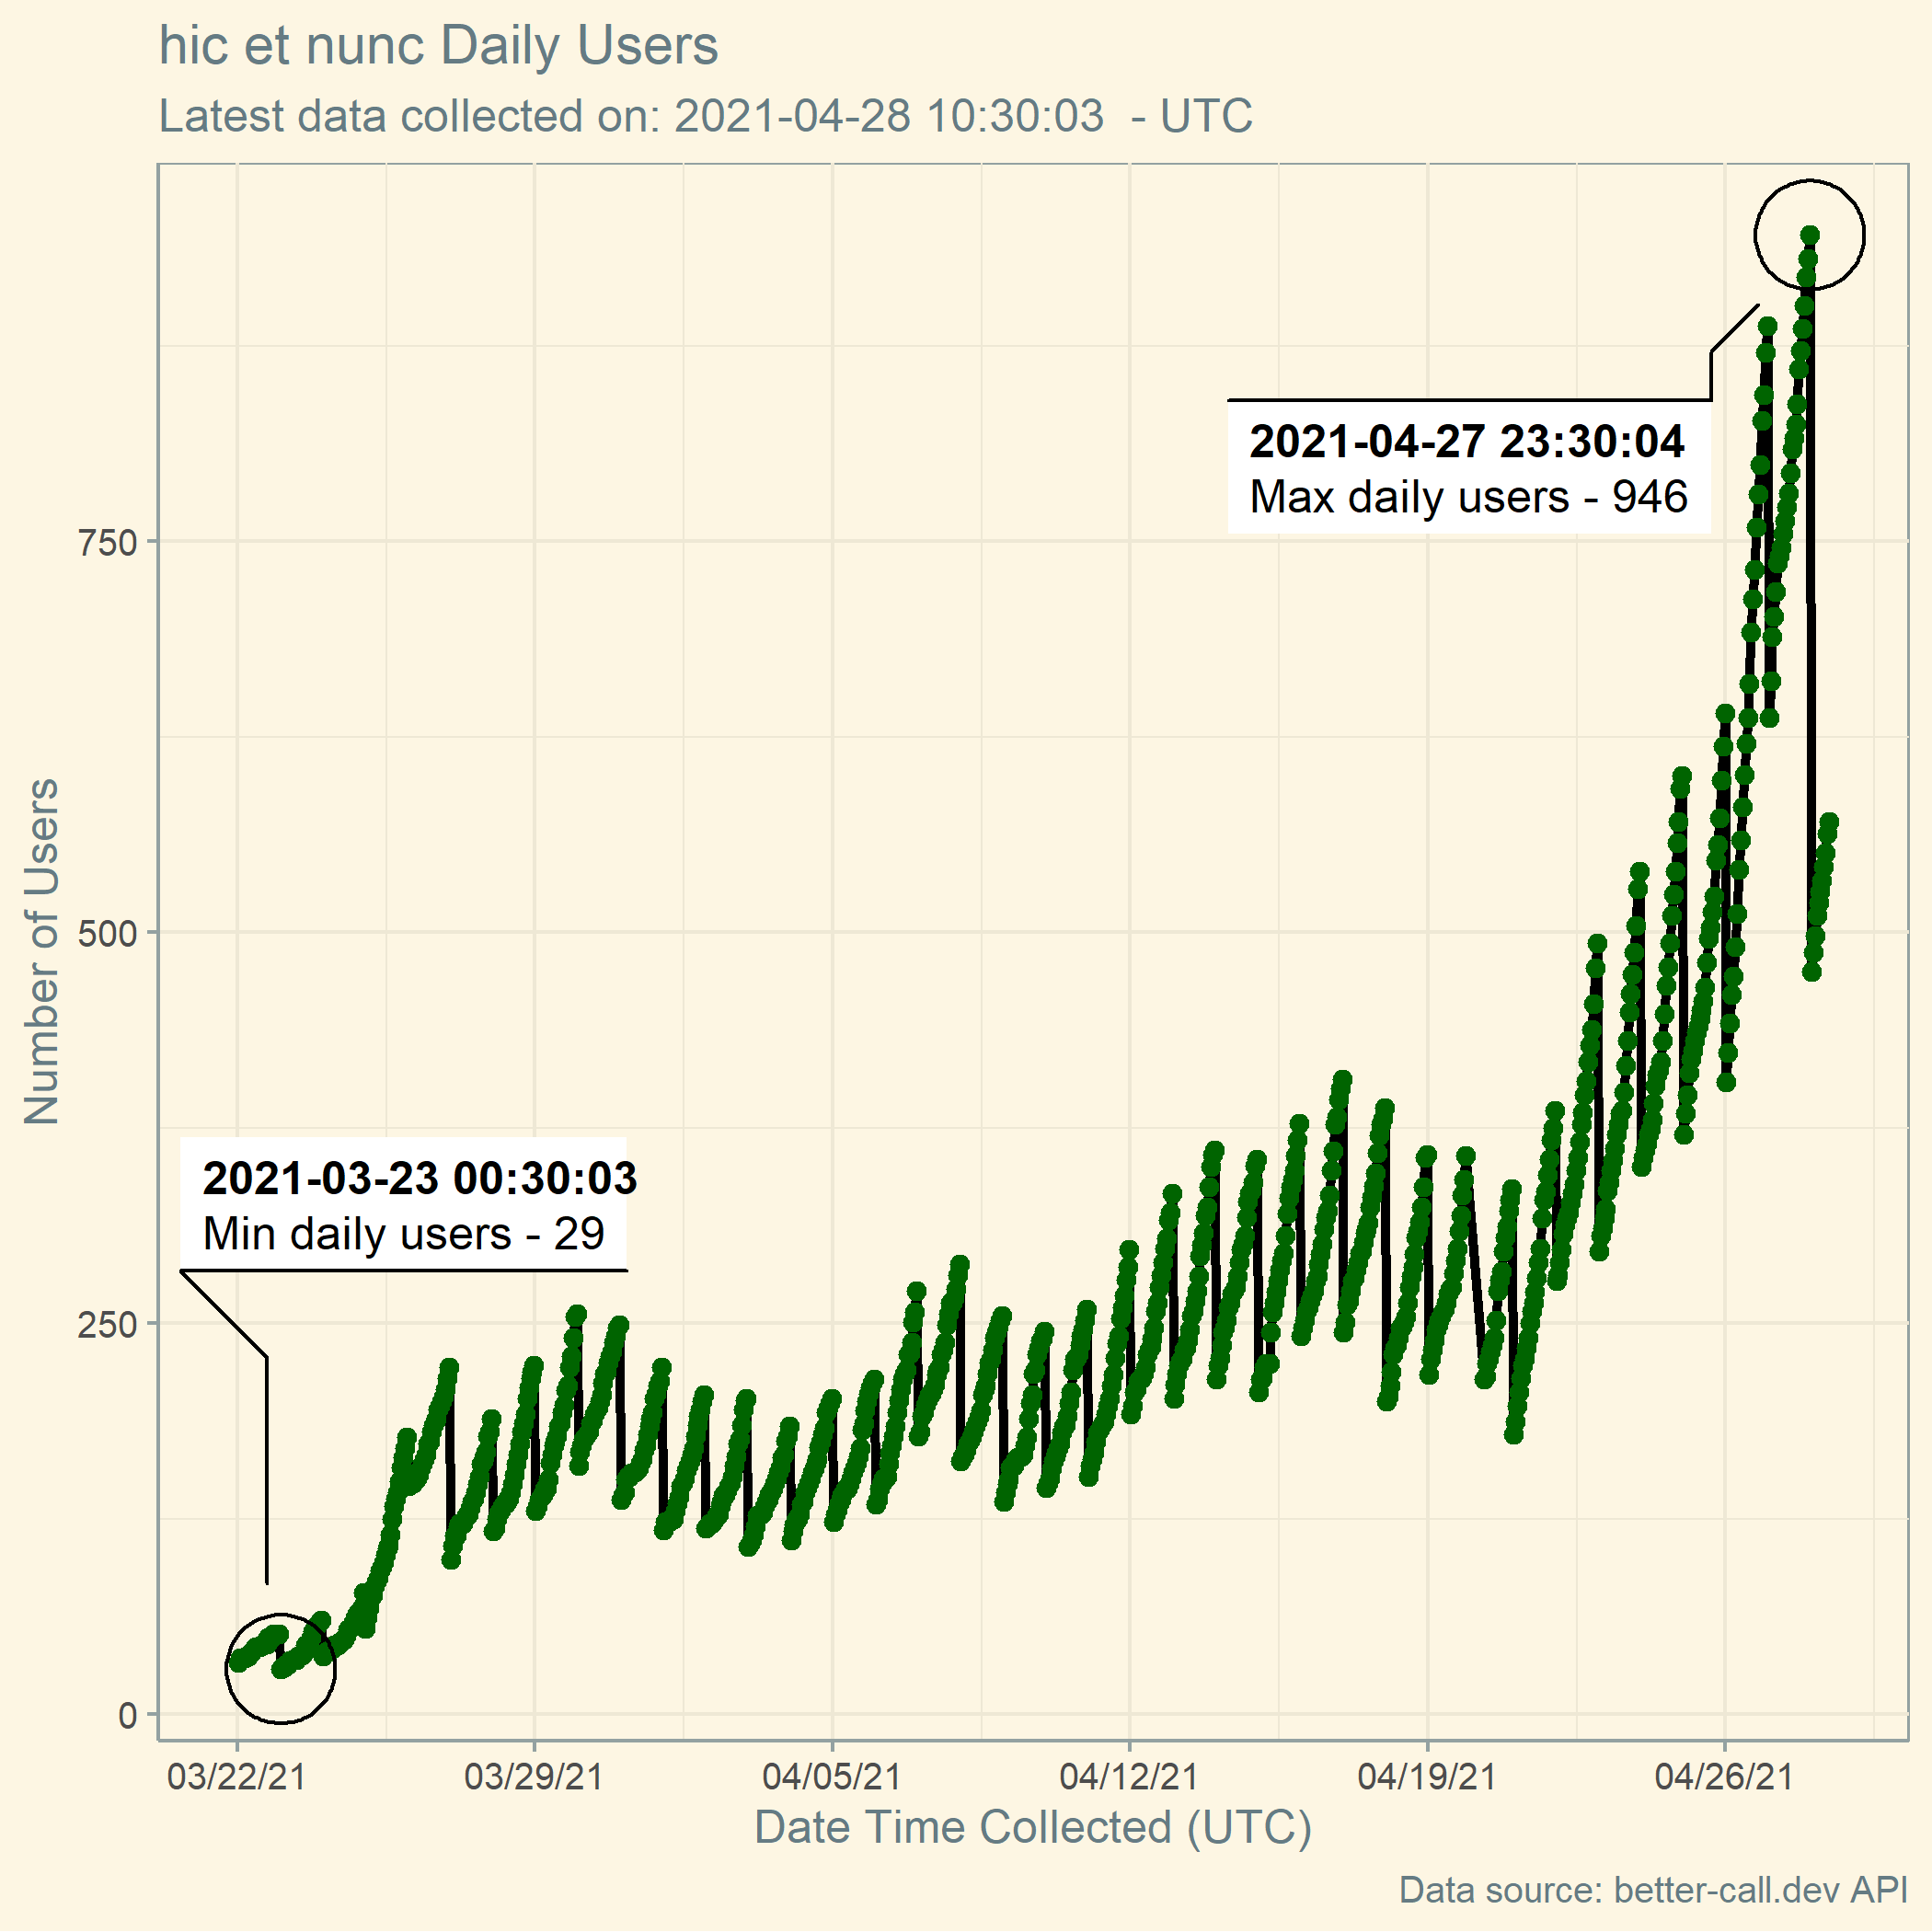 hic et nunc Daily Users
Latest data collected on: 2021-04-28 10:30:03 - UTC
2021-04-27 23:30:04
Max daily users - 946
750
500
Number of Users
2021-03-23 00:30:03
Min daily users - 29
250
0
03/22/21 03/29/21 04/05/21 04/12/21 04/19/21 04/26/21
Date Time Collected (UTC)
Data source: better-call.dev API